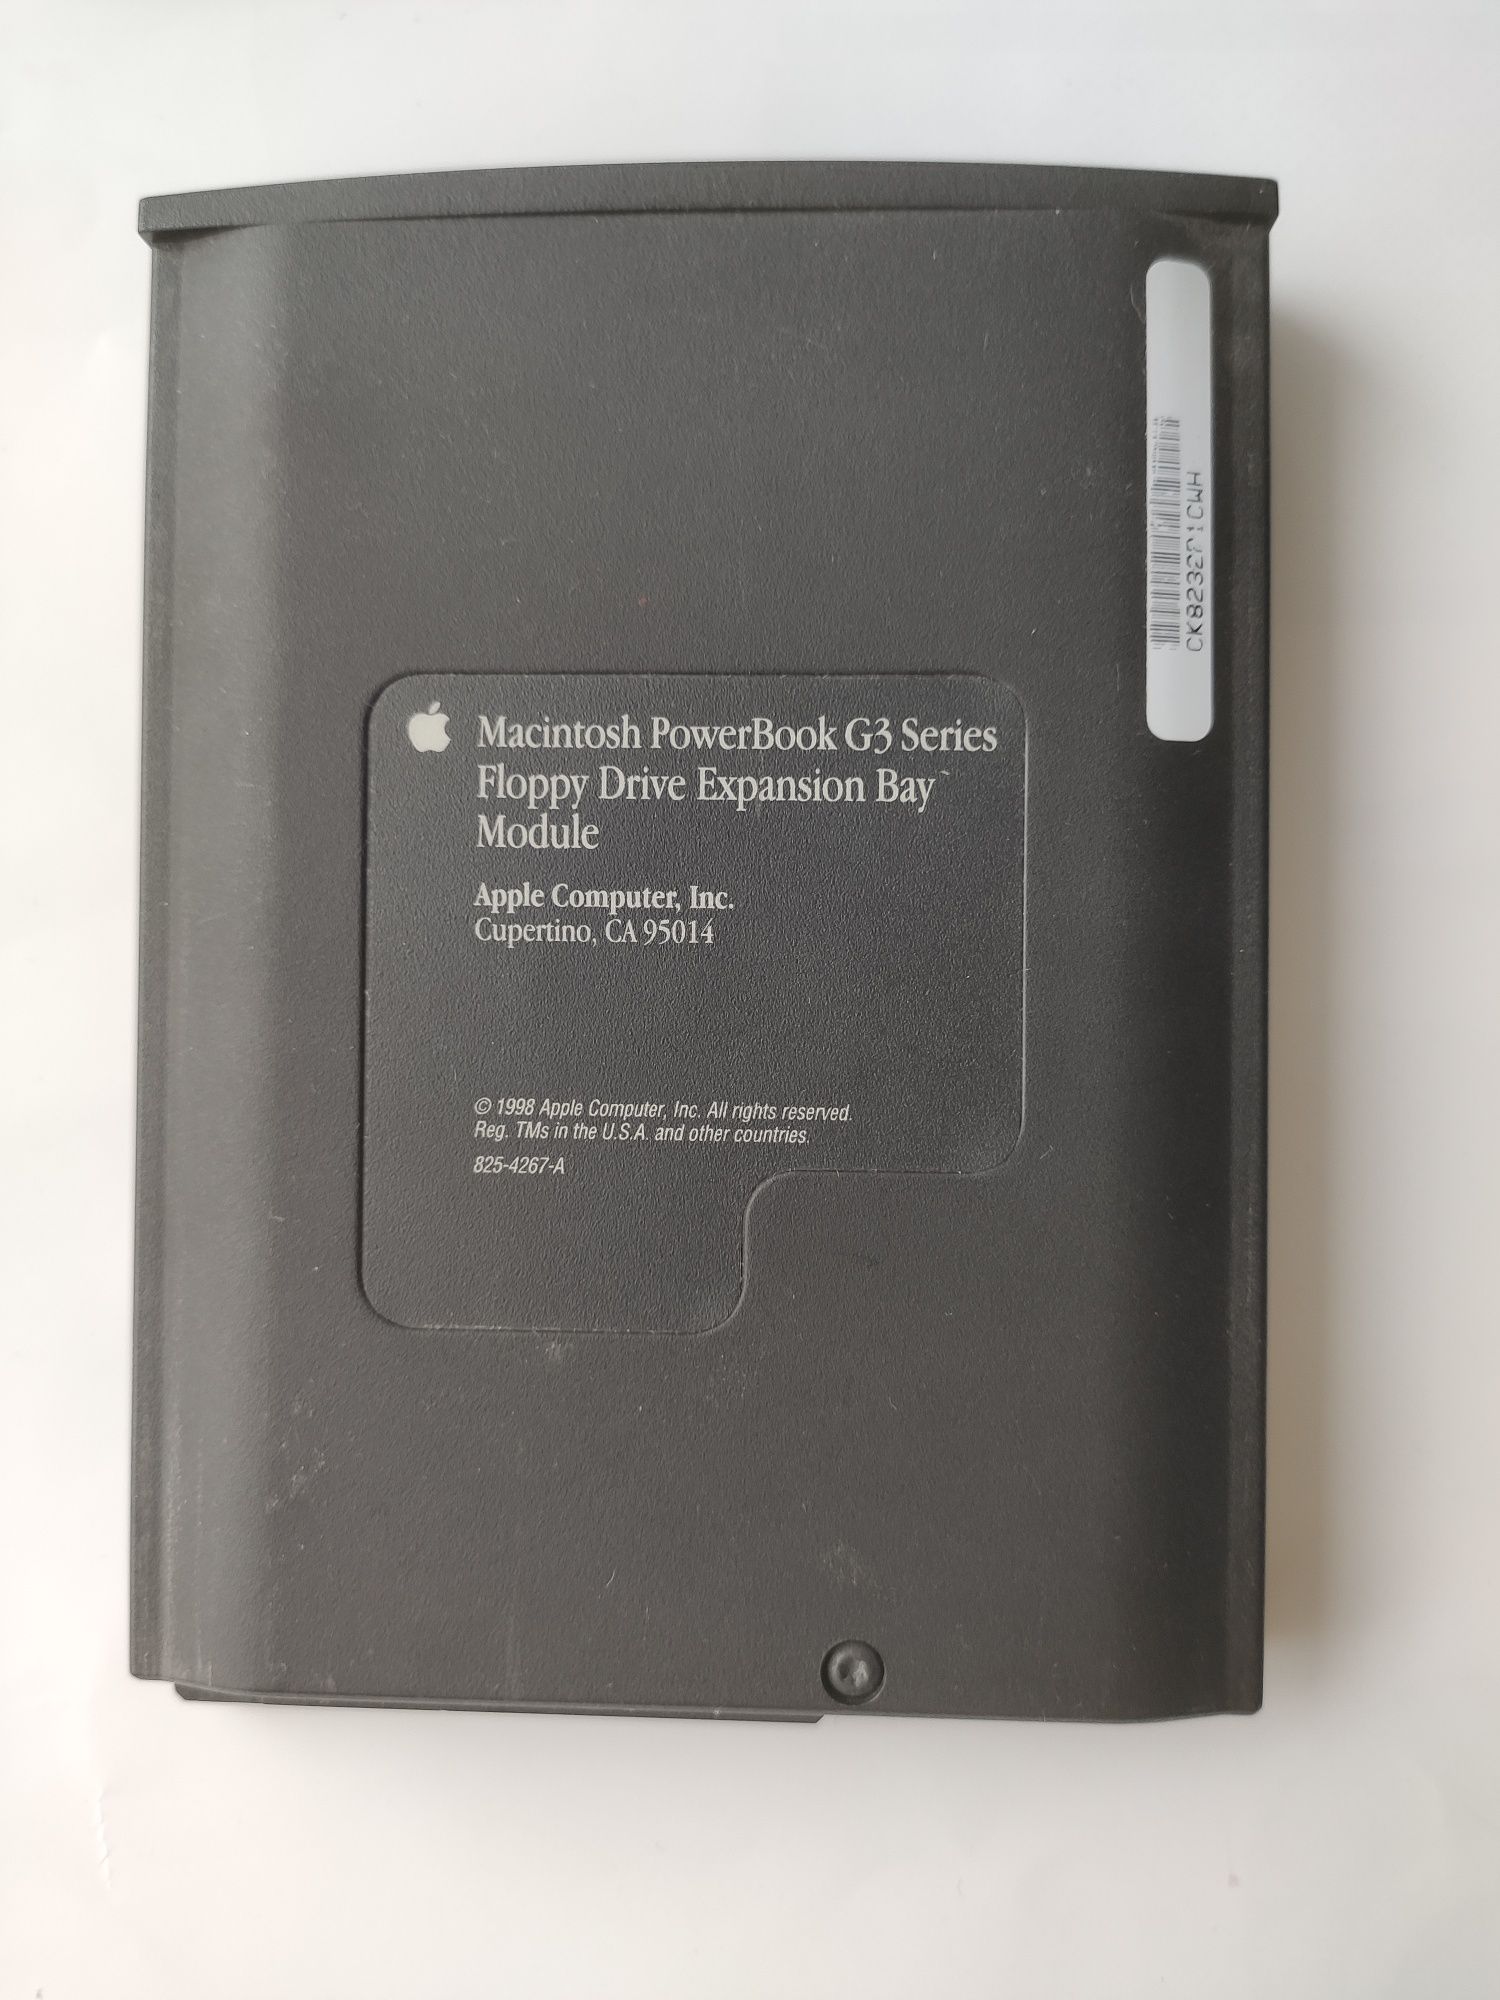 Macintosh PowerBook G3 Series
Floppy Drive Expansion Bay™
Module
Apple Computer, Inc.
Cupertino, CA 95014
© 1998 Apple Computer, Inc. All rights reserved.
Reg. TMs in the U.S.A. and other countries.
825-4267-A